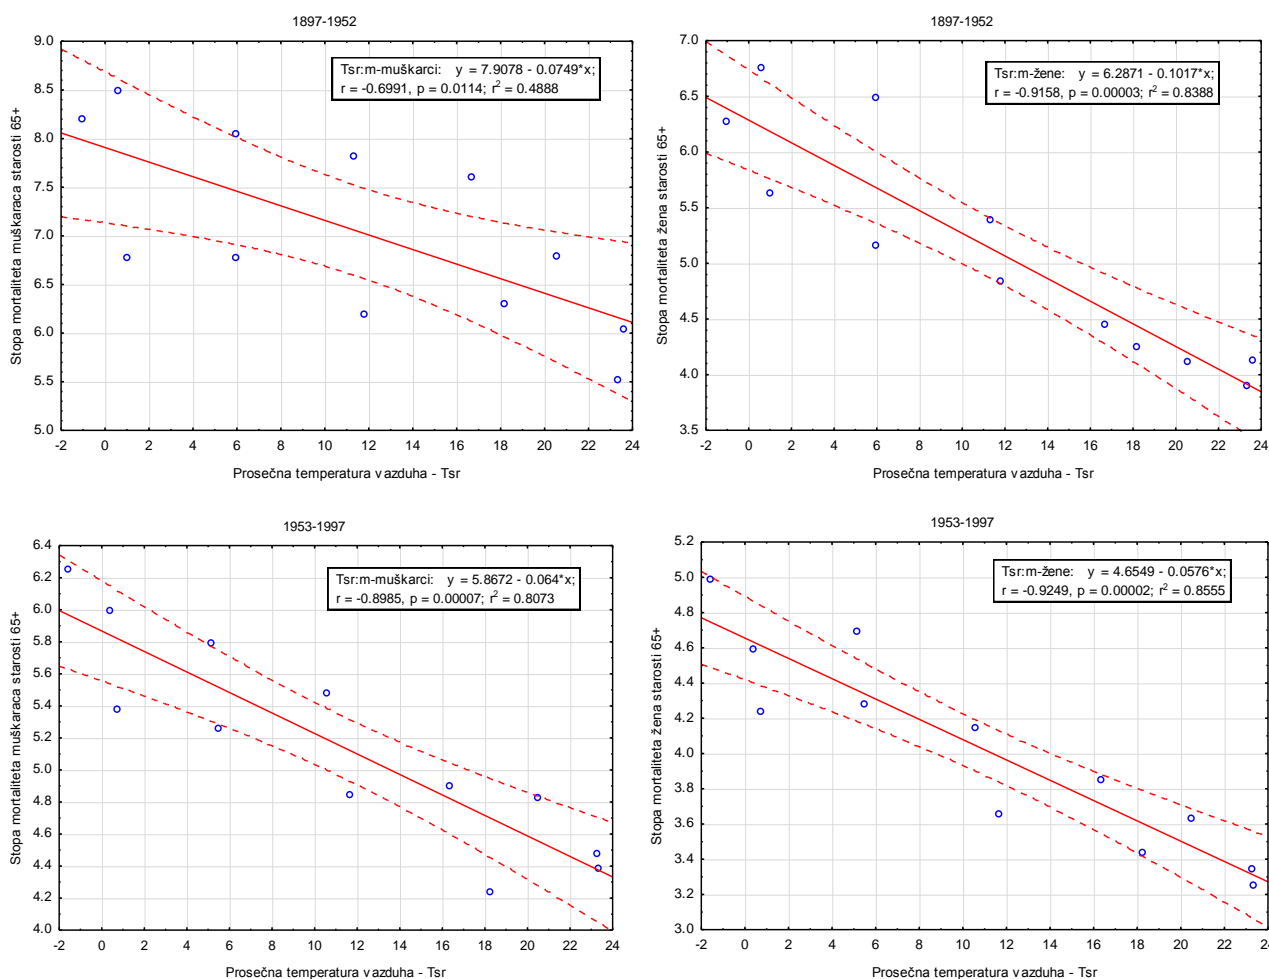 1897-1952
Tsr:m-muškarci: y = 7.9078 - 0.0749*x;
r = -0.6991, p = 0.0114; r² = 0.4888
Stopa mortaliteta muškaraca starosti 65+
9.0
8.5
8.0
7.5
7.0
6.5
6.0
5.5
5.0
-2 0 2 4 6 8 10 12 14 16 18 20 22 24
Prosečna temperatura vazduha - Tsr
1897-1952
Tsr:m-žene: y = 6.2871 - 0.1017*x;
r = -0.9158, p = 0.00003; r² = 0.8388
Stopa mortaliteta žena starosti 65+
7.0
6.5
6.0
5.5
5.0
4.5
4.0
3.5
-2 0 2 4 6 8 10 12 14 16 18 20 22 24
Prosečna temperatura vazduha - Tsr
1953-1997
Tsr:m-muškarci: y = 5.8672 - 0.064*x;
r = -0.8985, p = 0.00007; r² = 0.8073
Stopa mortaliteta muškaraca starosti 65+
6.4
6.2
6.0
5.8
5.6
5.4
5.2
5.0
4.8
4.6
4.4
4.2
4.0
-2 0 2 4 6 8 10 12 14 16 18 20 22 24
Prosečna temperatura vazduha - Tsr
1953-1997
Tsr:m-žene: y = 4.6549 - 0.0576*x;
r = -0.9249, p = 0.00002; r² = 0.8555
Stopa mortaliteta žena starosti 65+
5.2
5.0
4.8
4.6
4.4
4.2
4.0
3.8
3.6
3.4
3.2
3.0
-2 0 2 4 6 8 10 12 14 16 18 20 22 24
Prosečna temperatura vazduha - Tsr